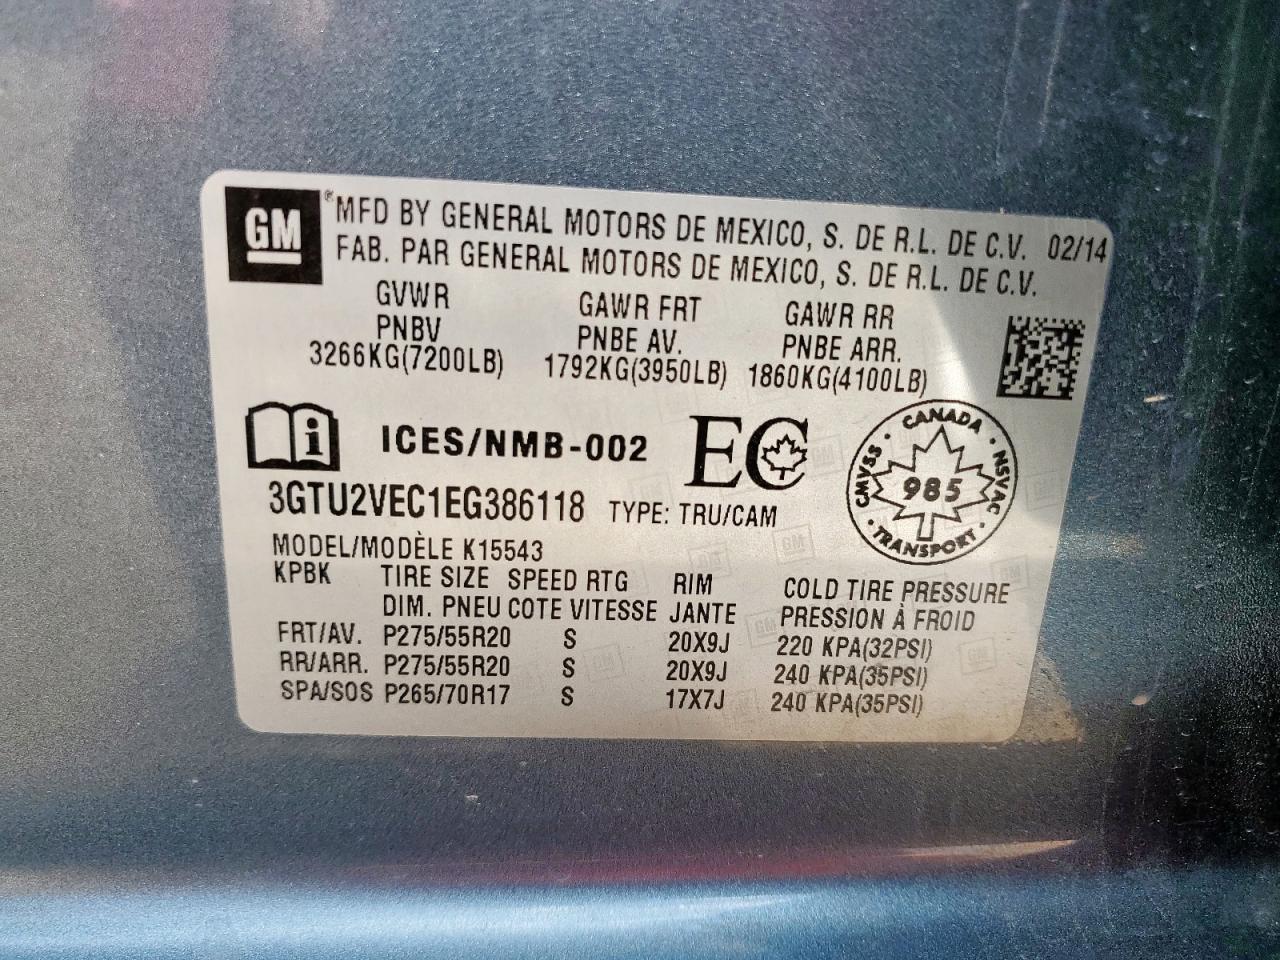 GM ® MFD BY GENERAL MOTORS DE MEXICO, S. DE R.L. DE C.V. 02/14
FAB. PAR GENERAL MOTORS DE MEXICO, S. DE R.L. DE C.V.
GVWR GAWR FRT GAWR RR
PNBV PNBE AV. PNBE ARR.
3266KG(7200LB) 1792KG(3950LB) 1860KG(4100LB)
i ICES/NMB-002 EC
CANADA
CMVSS 985 NSVAC
TRANSPORT
3GTU2VEC1EG386118 TYPE: TRU/CAM
MODEL/MODÈLE K15543
KPBK TIRE SIZE SPEED RTG RIM COLD TIRE PRESSURE
DIM. PNEU COTE VITESSE JANTE PRESSION À FROID
FRT/AV. P275/55R20 S 20X9J 220 KPA(32PSI)
RR/ARR. P275/55R20 S 20X9J 240 KPA(35PSI)
SPA/SOS P265/70R17 S 17X7J 240 KPA(35PSI)